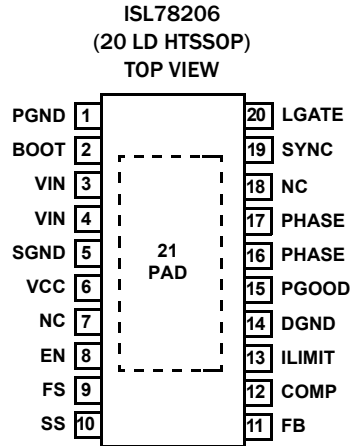 ISL78206
(20 LD HTSSOP)
TOP VIEW
PGND 1 20 LGATE
BOOT 2 19 SYNC
VIN 3 18 NC
VIN 4 17 PHASE
SGND 5 21 16 PHASE
VCC 6 PAD 15 PGOOD
NC 7 14 DGND
EN 8 13 ILIMIT
FS 9 12 COMP
SS 10 11 FB